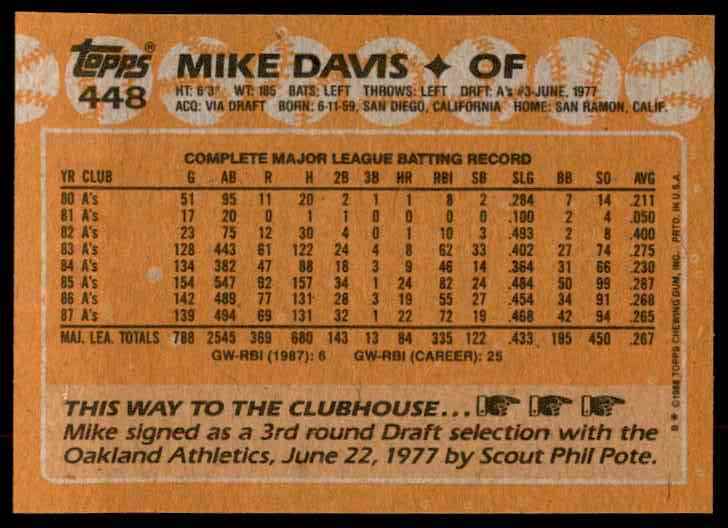 topps® MIKE DAVIS ✦ OF
448 HT: 6'3" WT: 185 BATS: LEFT THROWS: LEFT DRFT: A's #3-JUNE, 1977
ACQ: VIA DRAFT BORN: 6-11-59, SAN DIEGO, CALIFORNIA HOME: SAN RAMON, CALIF.
COMPLETE MAJOR LEAGUE BATTING RECORD
YR CLUB G AB R H 2B 3B HR RBI SB SLG BB SO AVG
80 A's 51 95 11 20 2 1 1 8 2 .284 7 14 .211
81 A's 17 20 0 1 1 0 0 0 0 .100 2 4 .050
82 A's 23 75 12 30 4 0 1 10 3 .493 2 8 .400
83 A's 128 443 61 122 24 4 8 62 33 .402 27 74 .275
84 A's 134 382 47 88 18 3 9 46 14 .364 31 66 .230
85 A's 154 547 92 157 34 1 24 82 24 .484 50 99 .287
86 A's 142 489 77 131 28 3 19 55 27 .454 34 91 .268
87 A's 139 494 69 131 32 1 22 72 19 .468 42 94 .265
MAJ. LEA. TOTALS 788 2545 369 680 143 13 84 335 122 .433 195 450 .267
GW-RBI (1987): 6 GW-RBI (CAREER): 25
THIS WAY TO THE CLUBHOUSE...
Mike signed as a 3rd round Draft selection with the
Oakland Athletics, June 22, 1977 by Scout Phil Pote.
©1988 TOPPS CHEWING GUM, INC. PRTD. IN U.S.A.